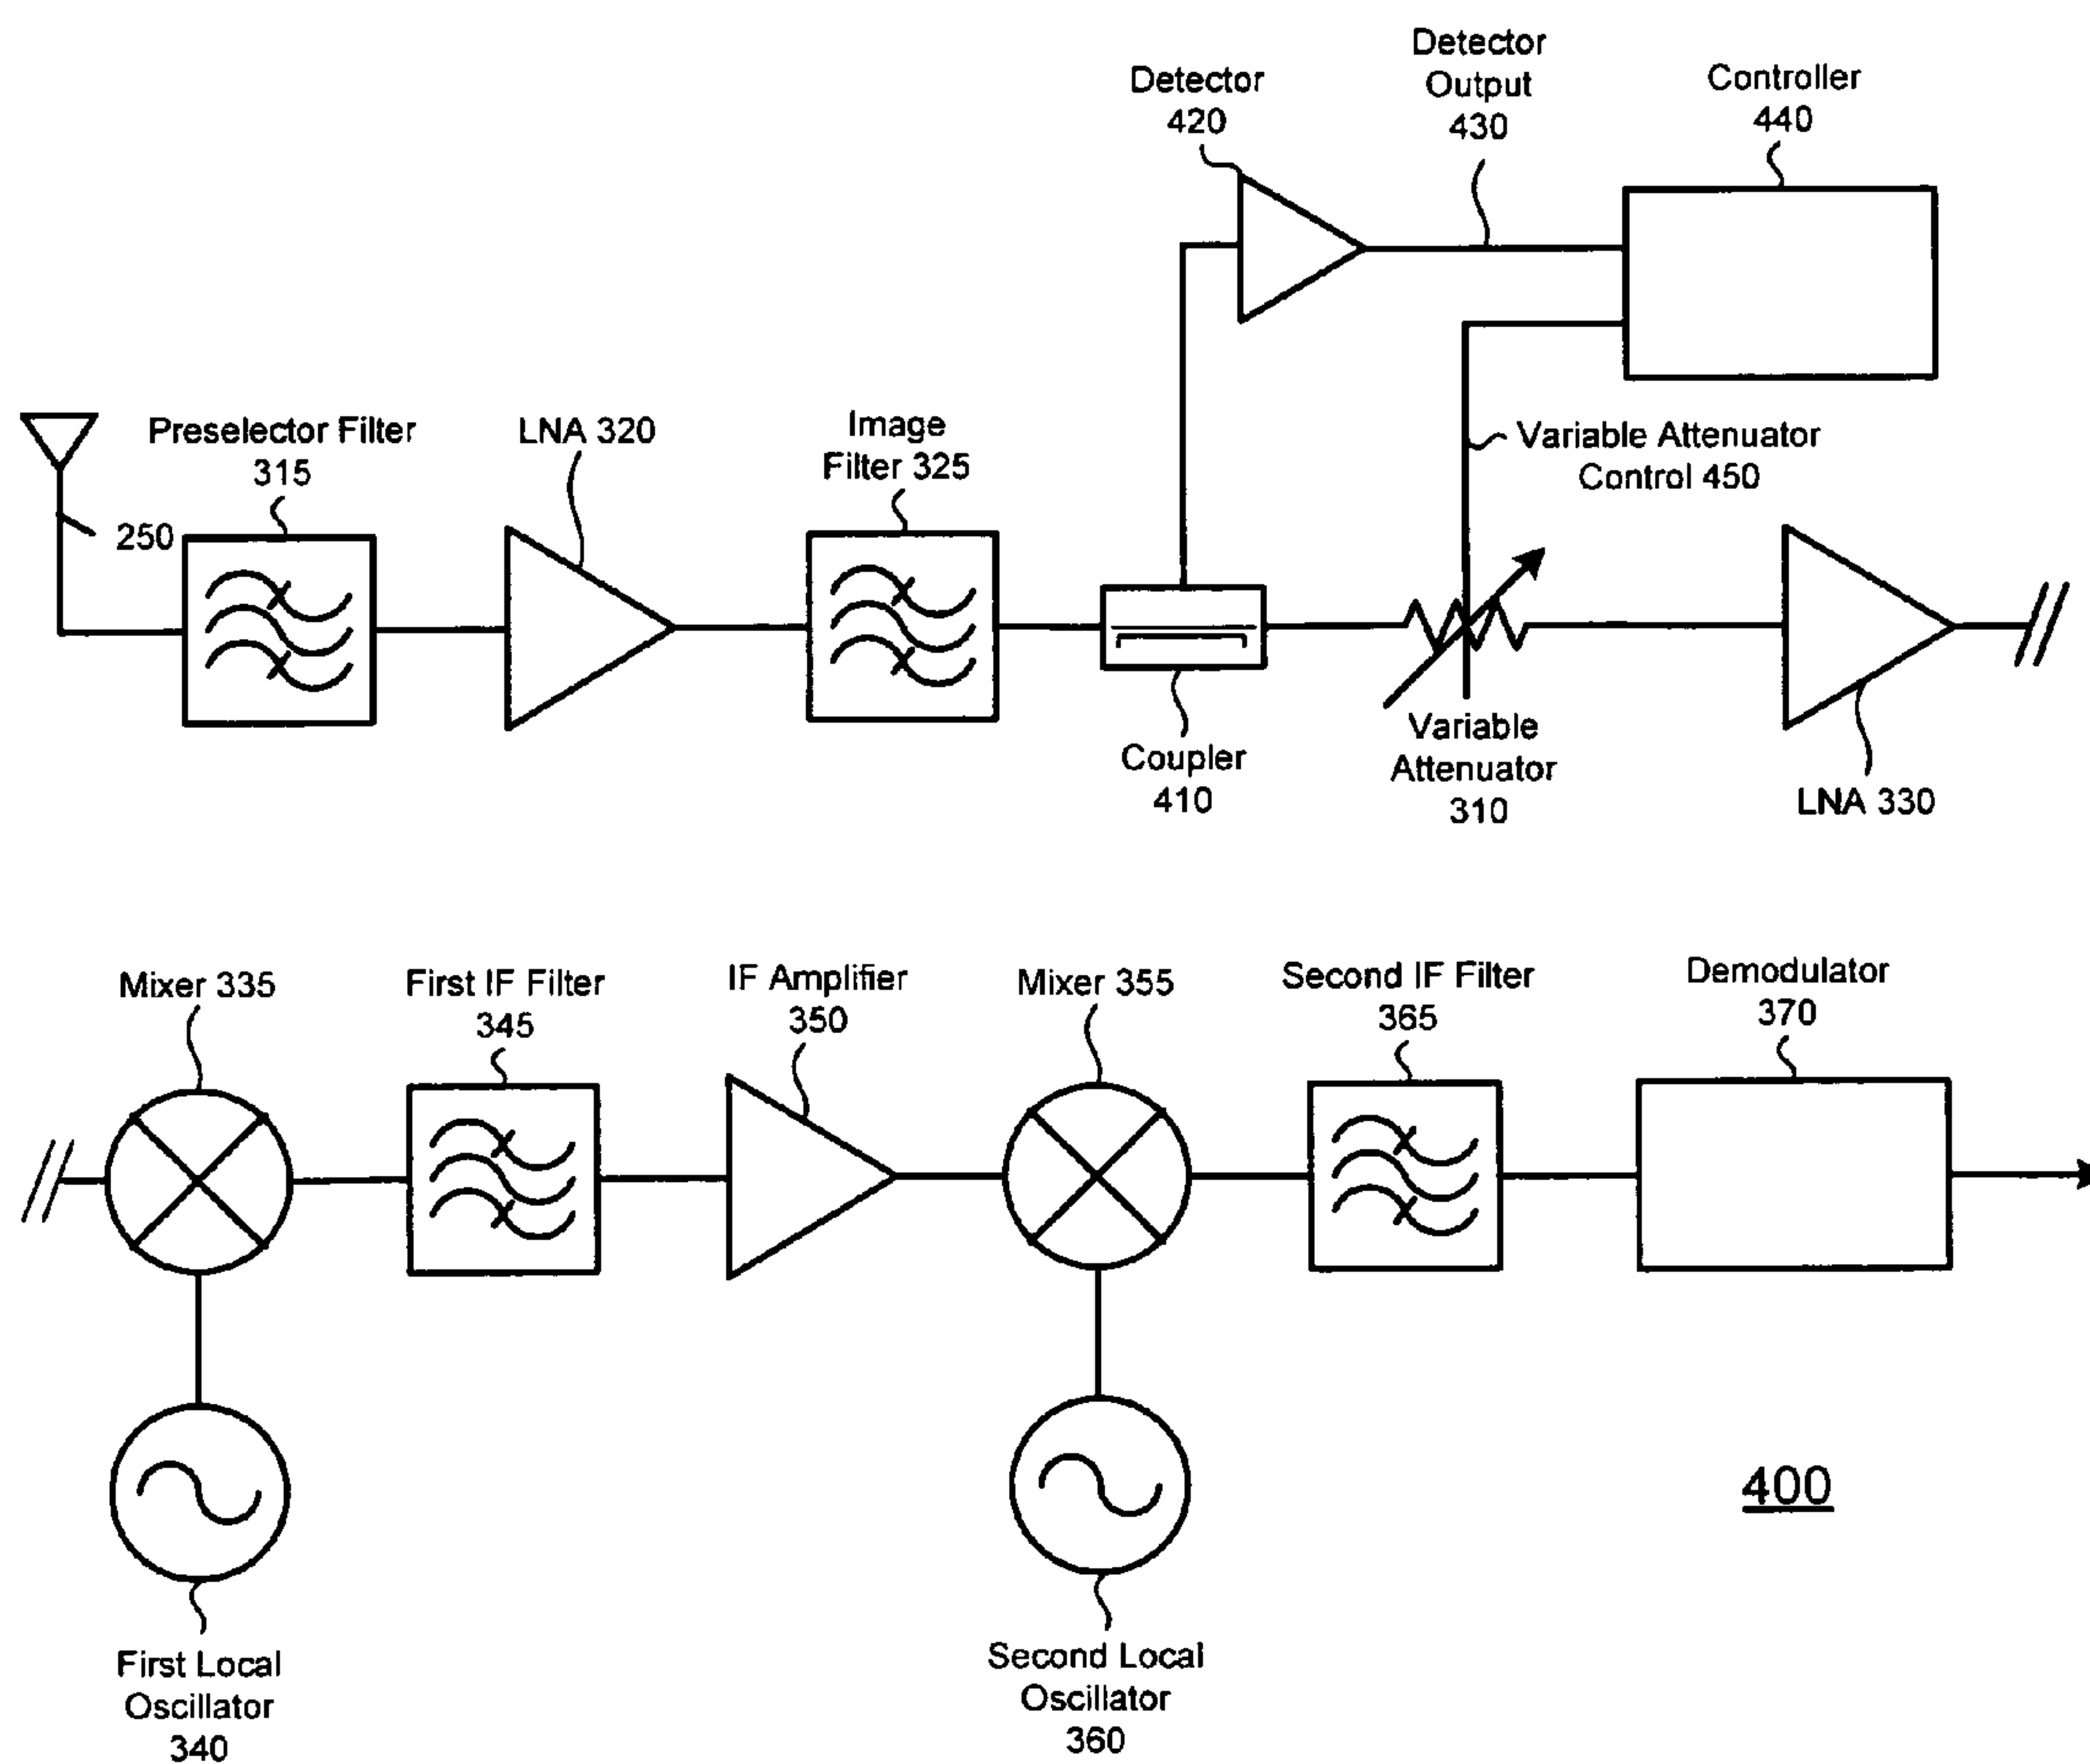 Detector
420
Detector
Output
430
Controller
440
Preselector Filter
315
LNA 320
Image
Filter 325
Variable Attenuator
Control 450
250
Coupler
410
Variable
Attenuator
310
LNA 330
Mixer 335
First IF Filter
345
IF Amplifier
350
Mixer 355
Second IF Filter
365
Demodulator
370
400
First Local
Oscillator
340
Second Local
Oscillator
360